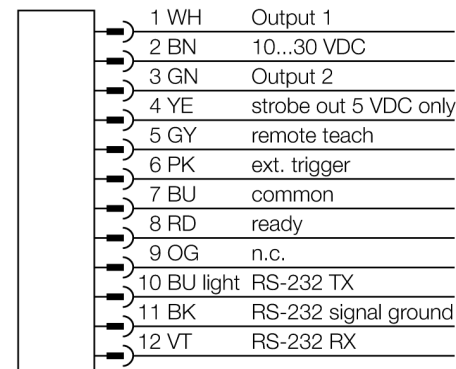 1 WH Output 1
2 BN 10...30 VDC
3 GN Output 2
4 YE strobe out 5 VDC only
5 GY remote teach
6 PK ext. trigger
7 BU common
8 RD ready
9 OG n.c.
10 BU light RS-232 TX
11 BK RS-232 signal ground
12 VT RS-232 RX